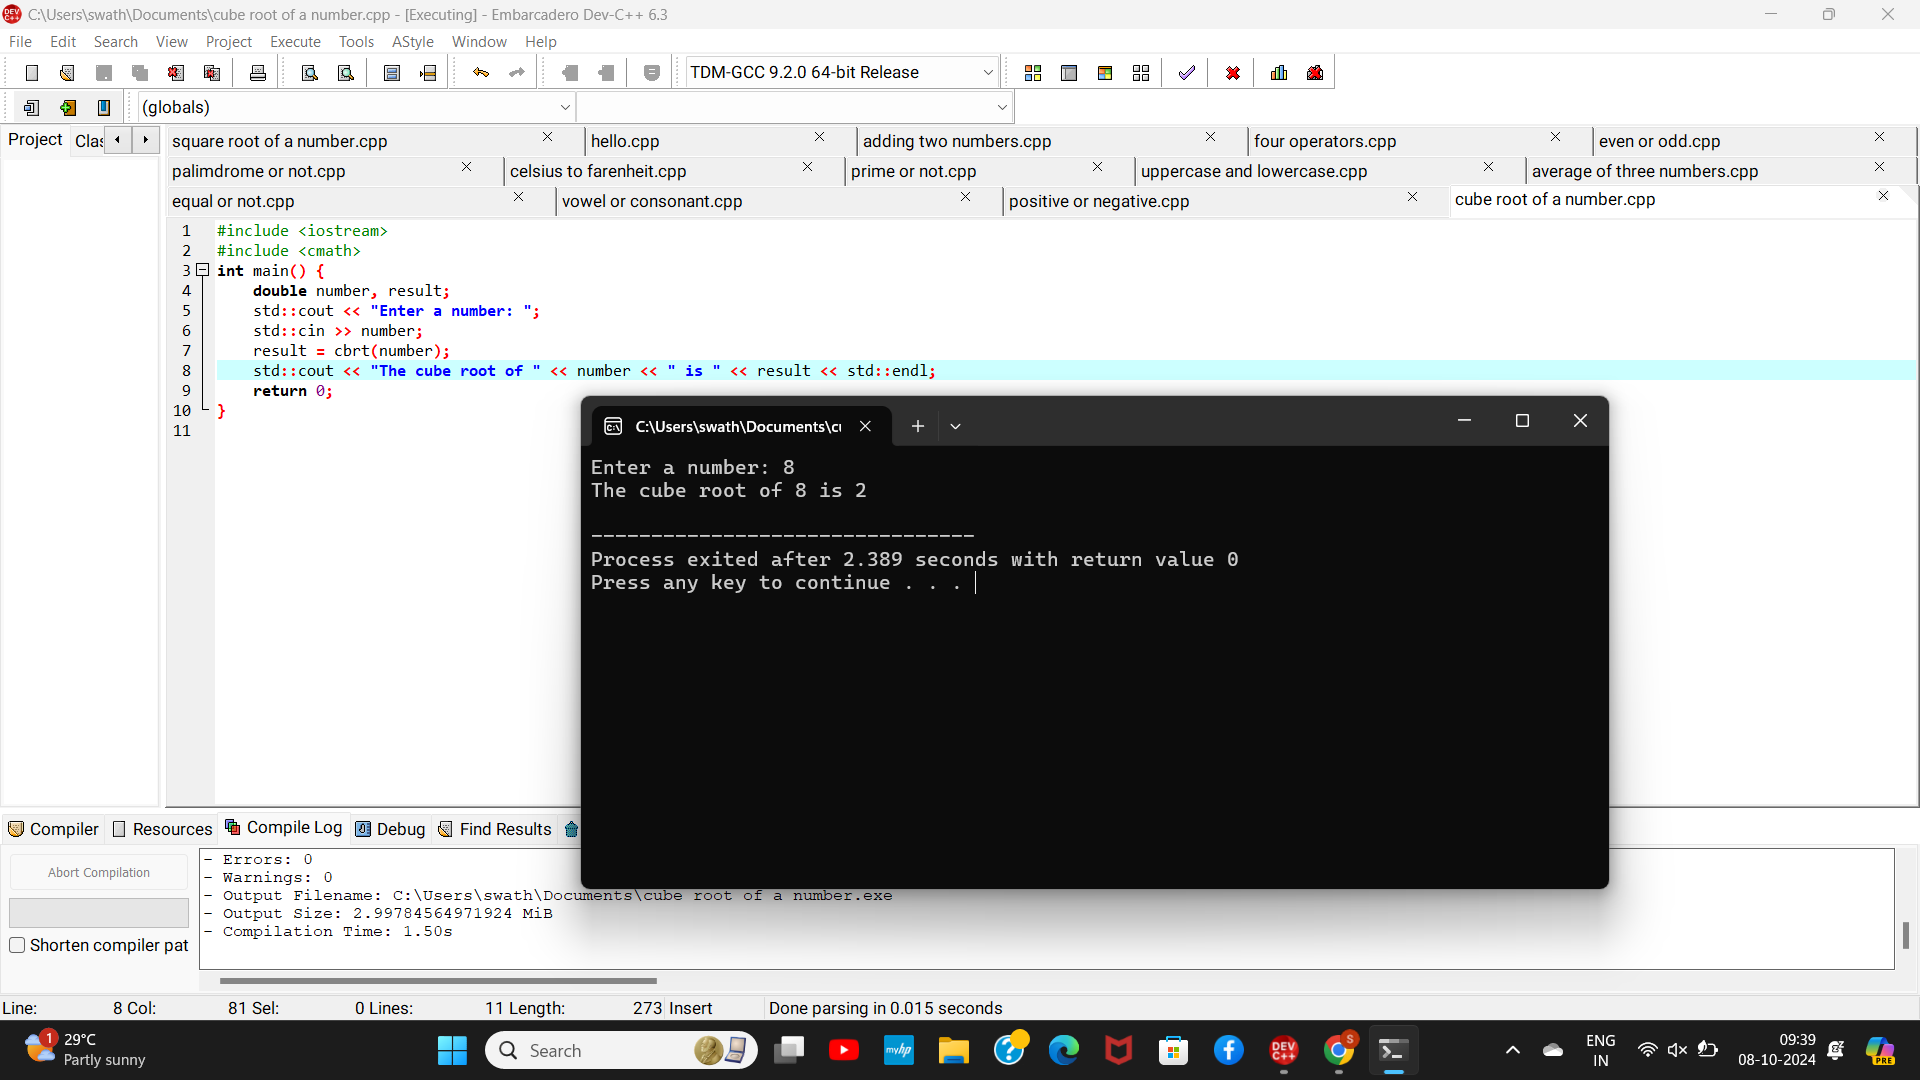 C:\Users\swath\Documents\cube root of a number.cpp - [Executing] - Embarcadero Dev-C++ 6.3
File Edit Search View Project Execute Tools AStyle Window Help
TDM-GCC 9.2.0 64-bit Release
(globals)
Project Clas
square root of a number.cpp hello.cpp adding two numbers.cpp four operators.cpp even or odd.cpp
palimdrome or not.cpp celsius to farenheit.cpp prime or not.cpp uppercase and lowercase.cpp average of three numbers.cpp
equal or not.cpp vowel or consonant.cpp positive or negative.cpp cube root of a number.cpp
1 #include <iostream>
2 #include <cmath>
3 int main() {
4 double number, result;
5 std::cout << "Enter a number: ";
6 std::cin >> number;
7 result = cbrt(number);
8 std::cout << "The cube root of " << number << " is " << result << std::endl;
9 return 0;
10 }
11
C:\Users\swath\Documents\cu
Enter a number: 8
The cube root of 8 is 2
--------------------------------
Process exited after 2.389 seconds with return value 0
Press any key to continue . . .
Compiler Resources Compile Log Debug Find Results
Abort Compilation
Shorten compiler pat
- Errors: 0
- Warnings: 0
- Output Filename: C:\Users\swath\Documents\cube root of a number.exe
- Output Size: 2.99784564971924 MiB
- Compilation Time: 1.50s
Line: 8 Col: 81 Sel: 0 Lines: 11 Length: 273 Insert Done parsing in 0.015 seconds
1
29°C
Partly sunny
Search
myhp
DEV C++
S
ENG
IN
09:39
08-10-2024
PRE